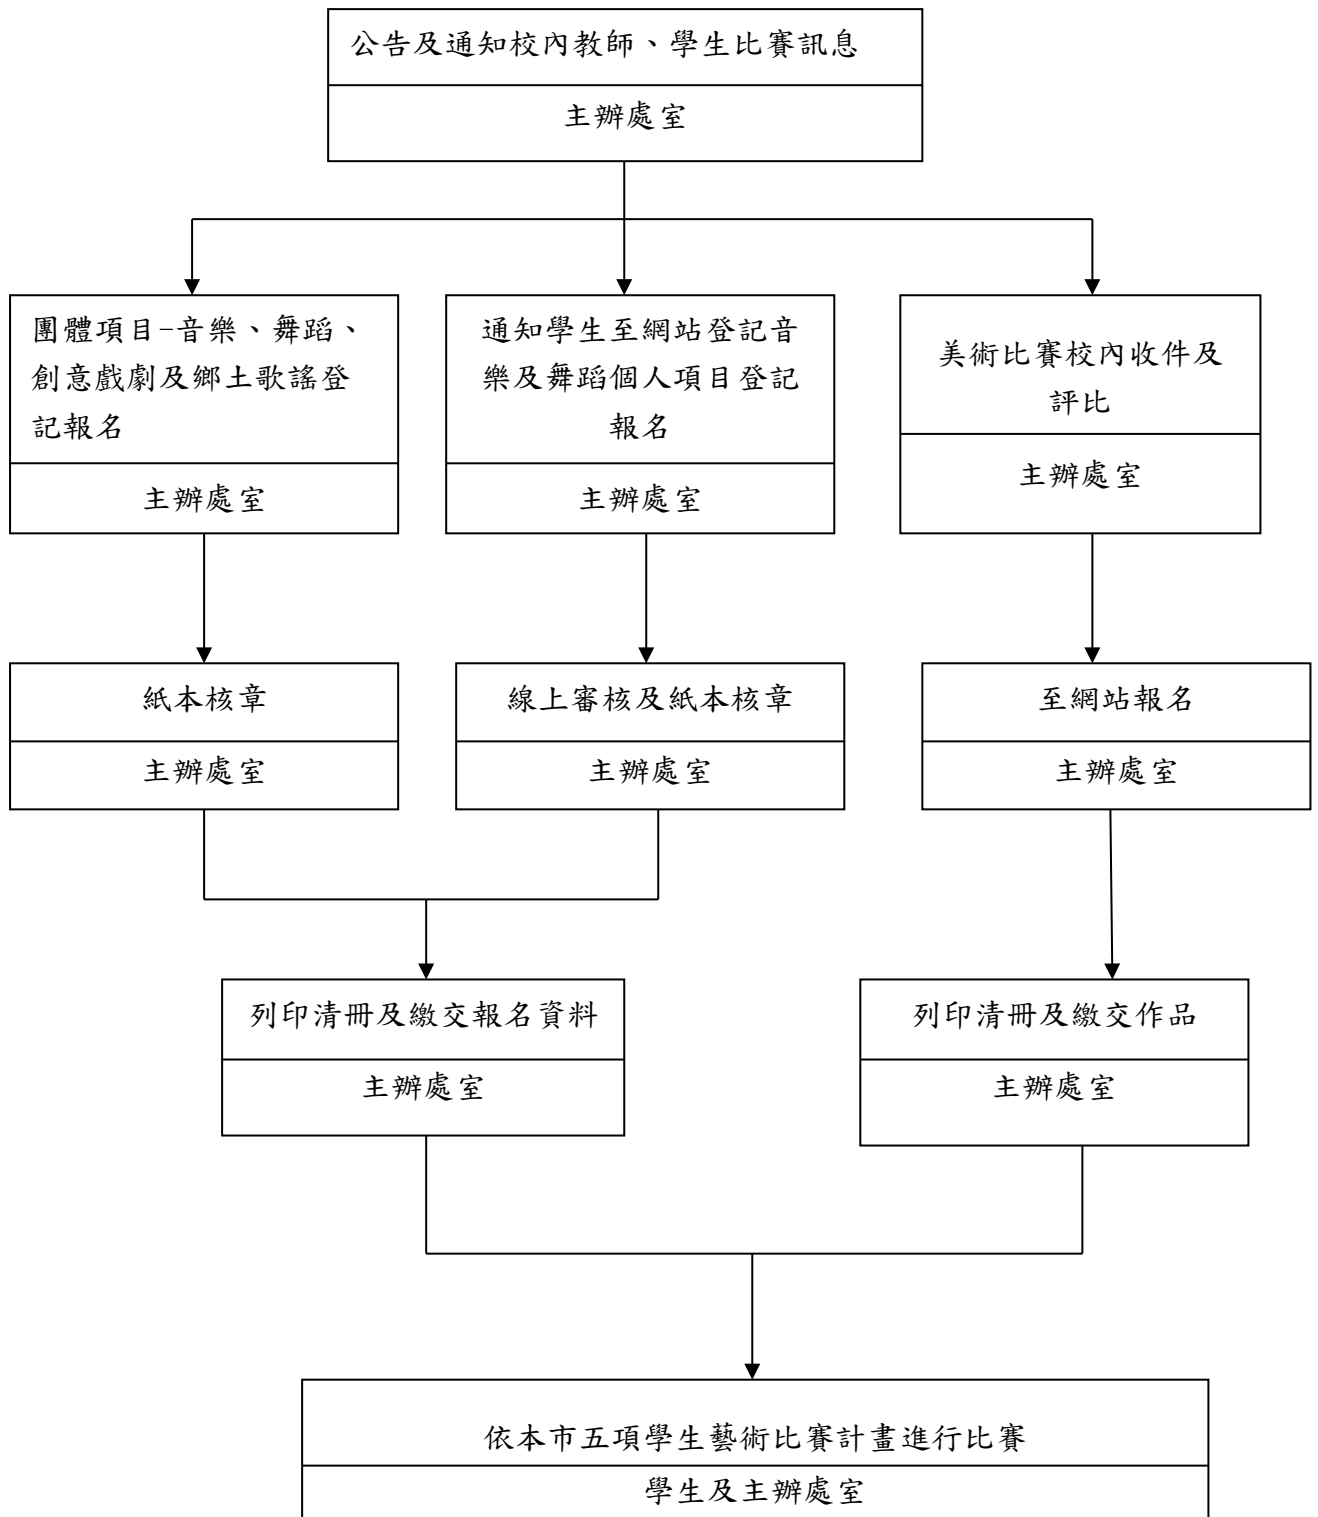 公告及通知校內教師、學生比賽訊息
主辦處室
團體項目-音樂、舞蹈、
創意戲劇及鄉土歌謠登
記報名
主辦處室
通知學生至網站登記音
樂及舞蹈個人項目登記
報名
主辦處室
美術比賽校內收件及
評比
主辦處室
紙本核章
主辦處室
線上審核及紙本核章
主辦處室
至網站報名
主辦處室
列印清冊及繳交報名資料
主辦處室
列印清冊及繳交作品
主辦處室
依本市五項學生藝術比賽計畫進行比賽
學生及主辦處室